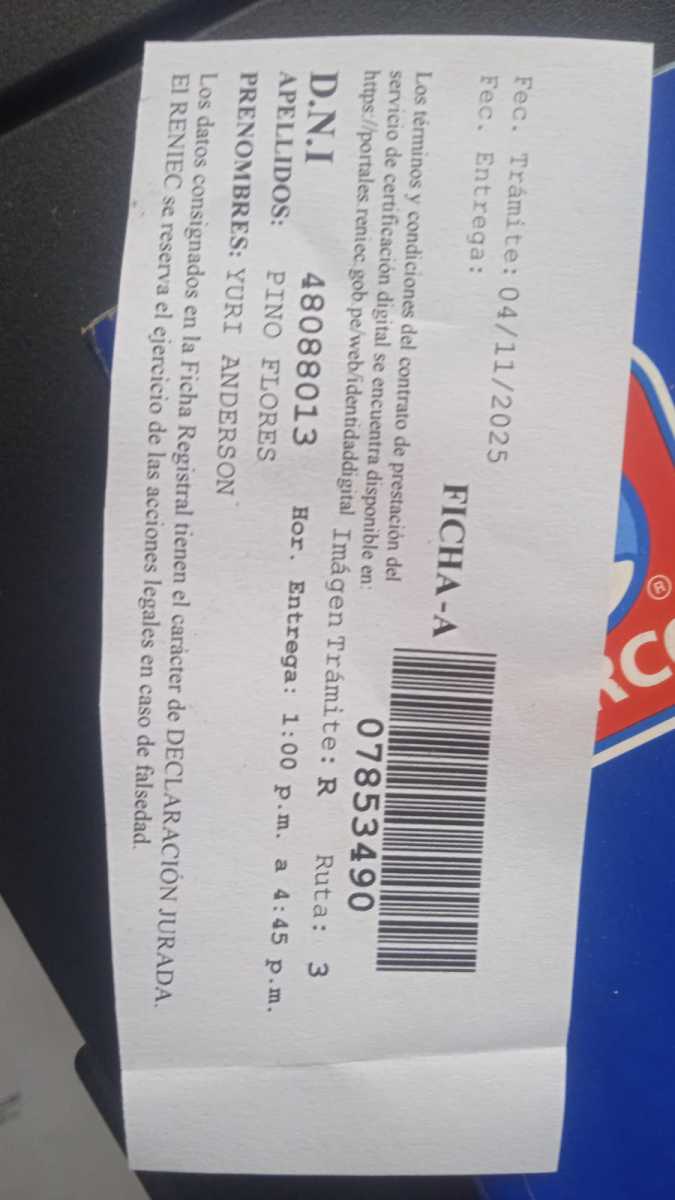 Fec. Trámite: 04/11/2025
Fec. Entrega:
FICHA-A
Los términos y condiciones del contrato de prestación del
servicio de certificación digital se encuentra disponible en:
https://portales.reniec.gob.pe/web/identidaddigital
07853490
Imágen Trámite: R Ruta: 3
D.N.I 48088013
Hor. Entrega: 1:00 p.m. a 4:45 p.m.
APELLIDOS: PINO FLORES
PRENOMBRES: YURI ANDERSON
Los datos consignados en la Ficha Registral tienen el carácter de DECLARACIÓN JURADA.
El RENIEC se reserva el ejercicio de las acciones legales en caso de falsedad.
®